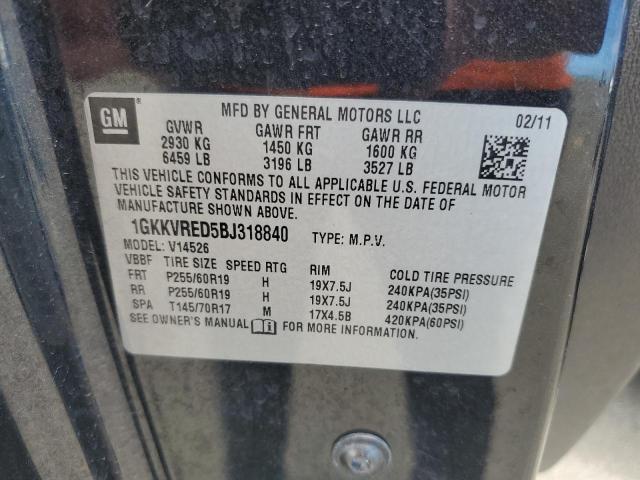 GM
MFD BY GENERAL MOTORS LLC 02/11
GVWR GAWR FRT GAWR RR
2930 KG 1450 KG 1600 KG
6459 LB 3196 LB 3527 LB
THIS VEHICLE CONFORMS TO ALL APPLICABLE U.S. FEDERAL MOTOR
VEHICLE SAFETY STANDARDS IN EFFECT ON THE DATE OF
MANUFACTURE SHOWN ABOVE.
1GKKVRED5BJ318840 TYPE: M.P.V.
MODEL: V14526
VBBF TIRE SIZE SPEED RTG RIM COLD TIRE PRESSURE
FRT P255/60R19 H 19X7.5J 240KPA(35PSI)
RR P255/60R19 H 19X7.5J 240KPA(35PSI)
SPA T145/70R17 M 17X4.5B 420KPA(60PSI)
SEE OWNER'S MANUAL FOR MORE INFORMATION.